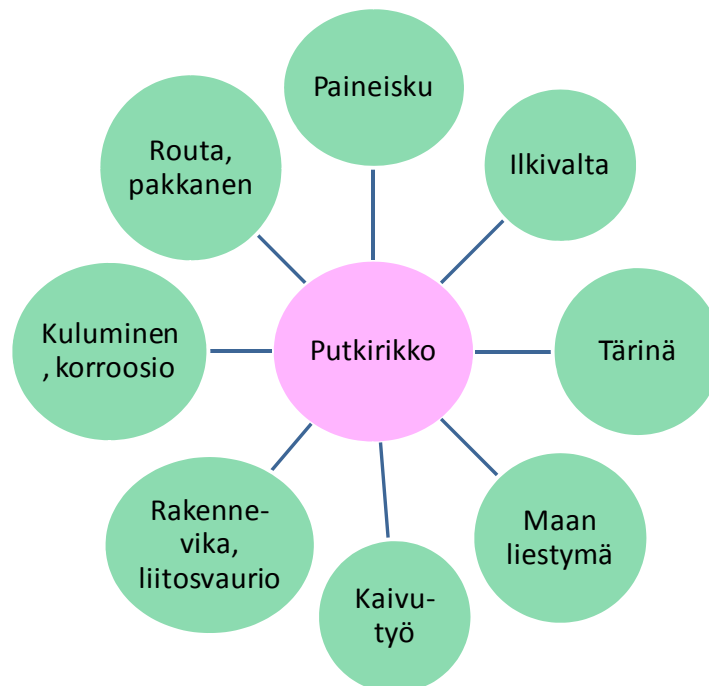 Paineisku
Ilkivalta
Tärinä
Maan
liestymä
Kaivu-
työ
Rakenne-
vika,
liitosvaurio
Kuluminen
, korroosio
Routa,
pakkanen
Putkirikko